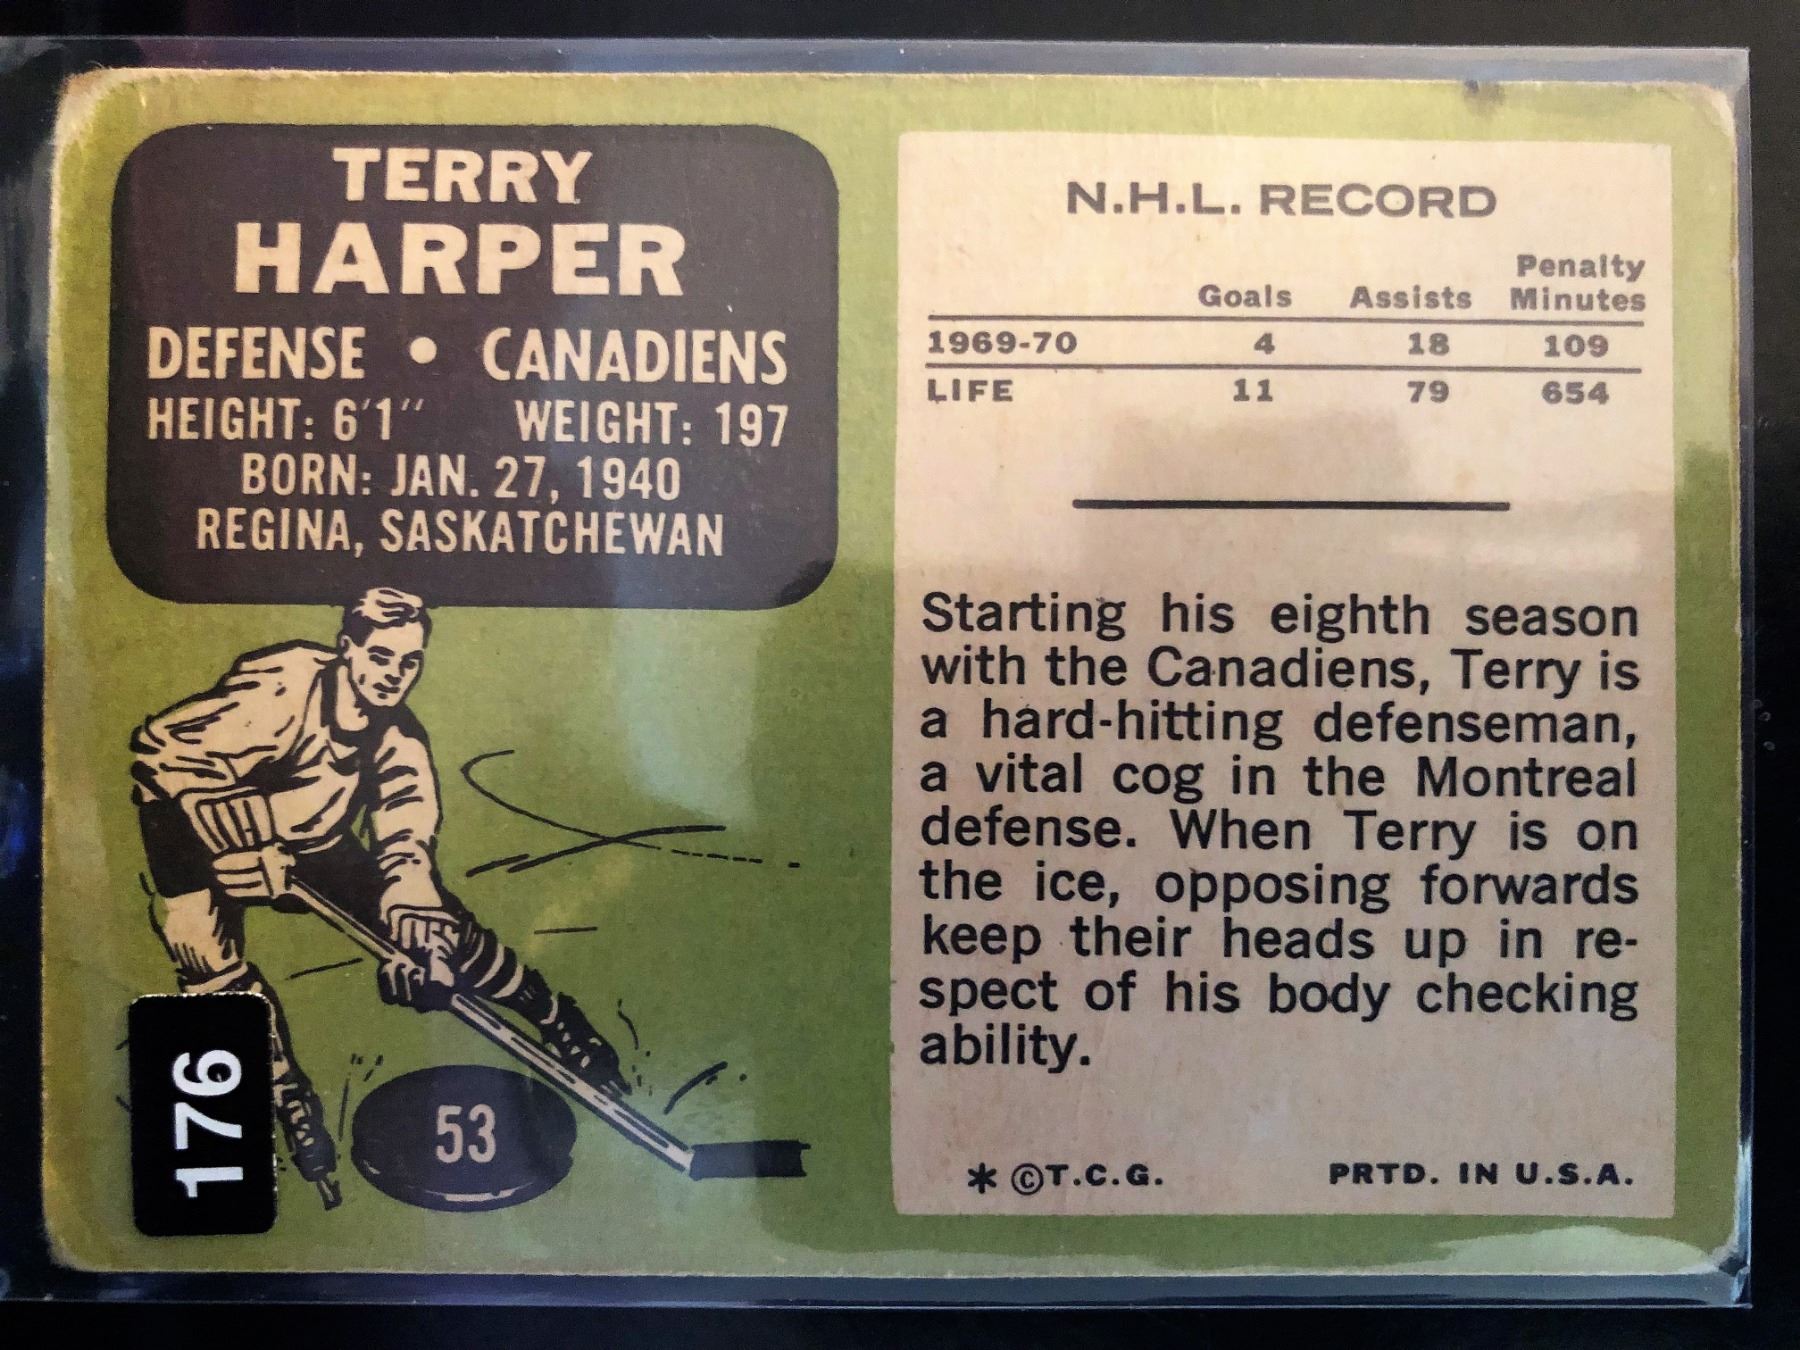 TERRY
HARPER
DEFENSE • CANADIENS
HEIGHT: 6'1" WEIGHT: 197
BORN: JAN. 27, 1940
REGINA, SASKATCHEWAN
176
53
N.H.L. RECORD
Goals Assists Penalty Minutes
1969-70 4 18 109
LIFE 11 79 654
Starting his eighth season
with the Canadiens, Terry is
a hard-hitting defenseman,
a vital cog in the Montreal
defense. When Terry is on
the ice, opposing forwards
keep their heads up in re-
spect of his body checking
ability.
* ©T.C.G. PRTD. IN U.S.A.